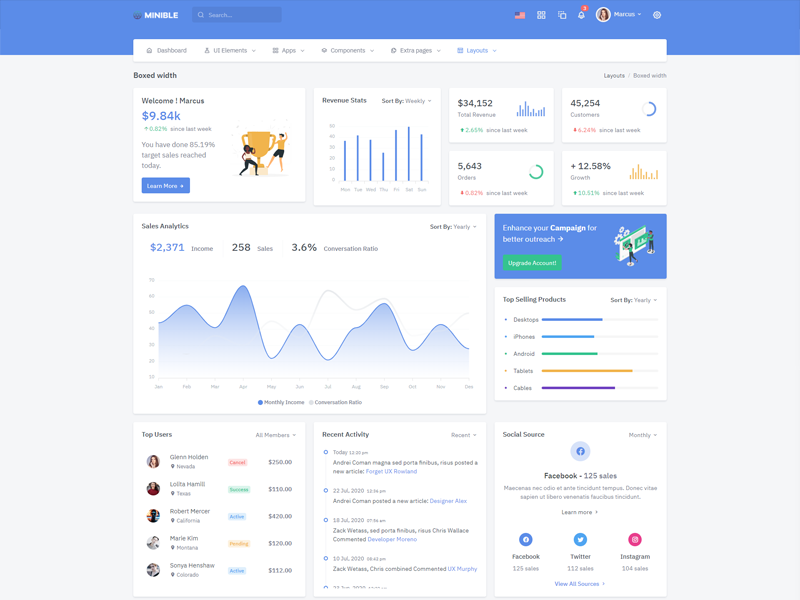 MINIBLE
Search...
3
Marcus
Dashboard
UI Elements
Apps
Components
Extra pages
Layouts
Boxed width
Layouts / Boxed width
Welcome ! Marcus
$9.84k
0.82% since last week
You have done 85.19%
target sales reached
today.
Learn More
Revenue Stats
Sort By: Weekly
50
40
30
20
10
0
Mon Tue Wed Thu Fri Sat Sun
$34,152
Total Revenue
2.65% since last week
45,254
Customers
6.24% since last week
5,643
Orders
0.82% since last week
+ 12.58%
Growth
10.51% since last week
Sales Analytics
Sort By: Yearly
$2,371 Income
258 Sales
3.6% Conversation Ratio
70
60
50
40
30
20
10
Jan Feb Mar Apr May Jun Jul Aug Sep Oct Nov Dec
Monthly Income
Conversation Ratio
Enhance your Campaign for
better outreach →
Upgrade Account!
Top Selling Products
Sort By: Yearly
Desktops
iPhones
Android
Tablets
Cables
Top Users
All Members
Glenn Holden
Nevada
Cancel
$250.00
Lolita Hamill
Texas
Success
$110.00
Robert Mercer
California
Active
$420.00
Marie Kim
Montana
Pending
$120.00
Sonya Henshaw
Colorado
Active
$112.00
Recent Activity
Recent
Today 12:20 pm
Andrei Coman magna sed porta finibus, risus posted a
new article: Forget UX Rowland
22 Jul, 2020 12:36 pm
Andrei Coman posted a new article: Designer Alex
18 Jul, 2020 07:56 am
Zack Wetass, sed porta finibus, risus Chris Wallace
Commented Developer Moreno
10 Jul, 2020 08:42 pm
Zack Wetass, Chris combined Commented UX Murphy
Social Source
Monthly
Facebook - 125 sales
Maecenas nec odio et ante tincidunt tempus. Donec vitae
sapien ut libero venenatis faucibus tincidunt.
Learn more
Facebook
125 sales
Twitter
112 sales
Instagram
104 sales
View All Sources